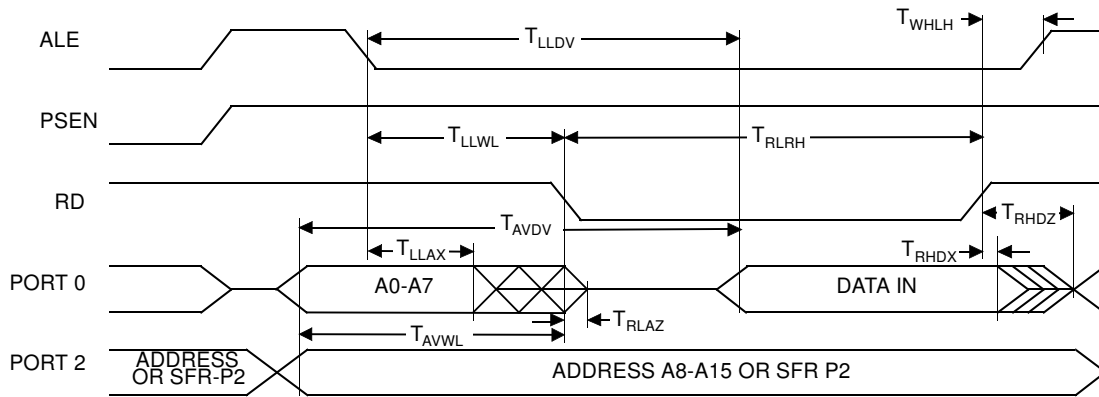 T_WHLH
ALE
T_LLDV
PSEN
T_LLWL
T_RLRH
RD
T_AVDV
T_RHDZ
T_LLAX
T_RHDX
PORT 0
A0-A7
DATA IN
T_RLAZ
T_AVWL
PORT 2
ADDRESS
OR SFR-P2
ADDRESS A8-A15 OR SFR P2